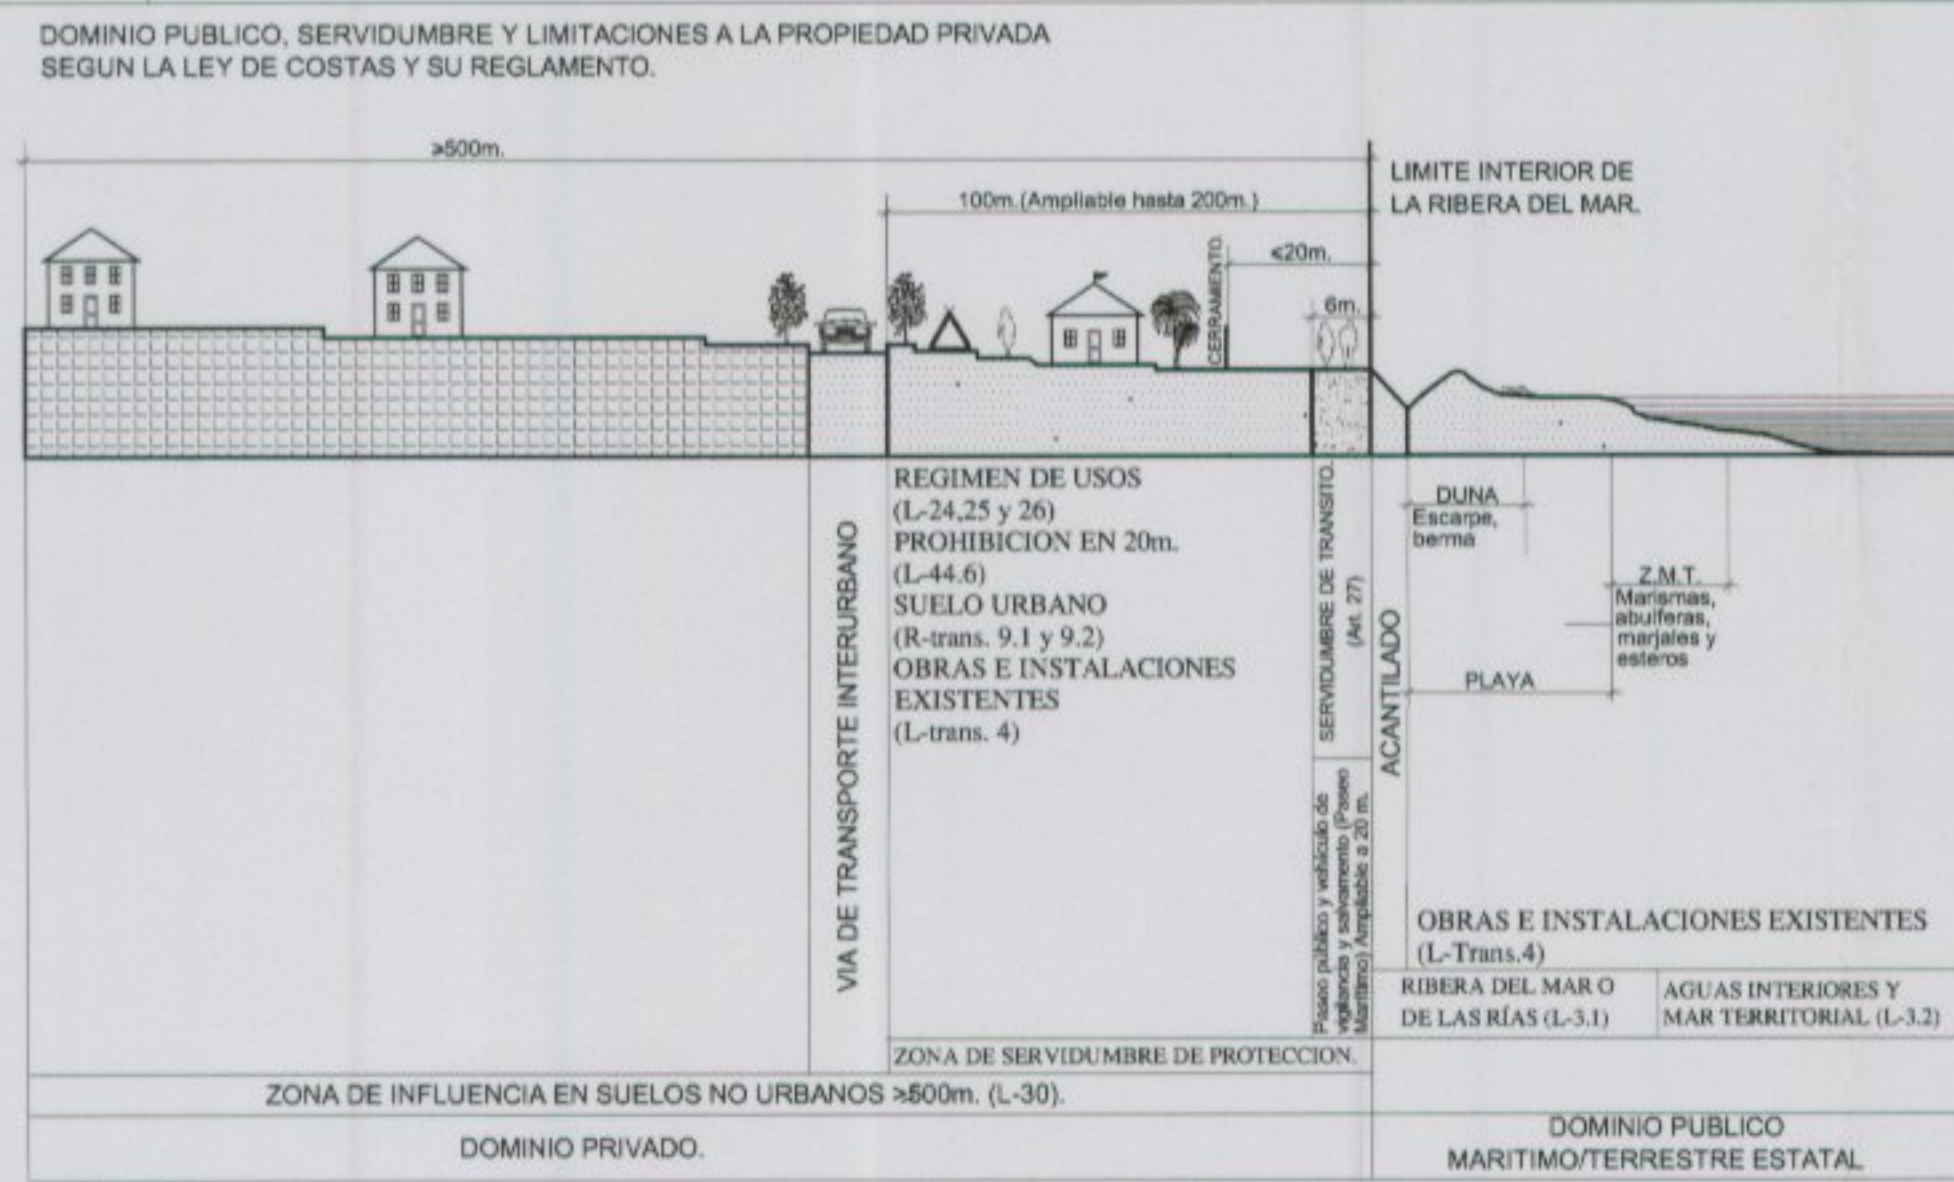 DOMINIO PUBLICO, SERVIDUMBRE Y LIMITACIONES A LA PROPIEDAD PRIVADA
SEGUN LA LEY DE COSTAS Y SU REGLAMENTO.
≥500m.
LIMITE INTERIOR DE
LA RIBERA DEL MAR.
100m.(Ampliable hasta 200m.)
CERRAMIENTO.
≤20m.
6m.
VIA DE TRANSPORTE INTERURBANO
REGIMEN DE USOS
(L-24,25 y 26)
PROHIBICION EN 20m.
(L-44.6)
SUELO URBANO
(R-trans. 9.1 y 9.2)
OBRAS E INSTALACIONES
EXISTENTES
(L-trans. 4)
SERVIDUMBRE DE TRANSITO.
(Art. 27)
Paseo público y vehículo de
vigilancia y salvamento (Paseo
Marítimo) Ampliable a 20 m.
ACANTILADO
DUNA
Escarpe,
berma
Z.M.T.
Marismas,
abulferas,
marjales y
esteros
PLAYA
OBRAS E INSTALACIONES EXISTENTES
(L-Trans.4)
RIBERA DEL MAR O
DE LAS RÍAS (L-3.1)
AGUAS INTERIORES Y
MAR TERRITORIAL (L-3.2)
ZONA DE SERVIDUMBRE DE PROTECCION.
ZONA DE INFLUENCIA EN SUELOS NO URBANOS ≥500m. (L-30).
DOMINIO PRIVADO.
DOMINIO PUBLICO
MARITIMO/TERRESTRE ESTATAL